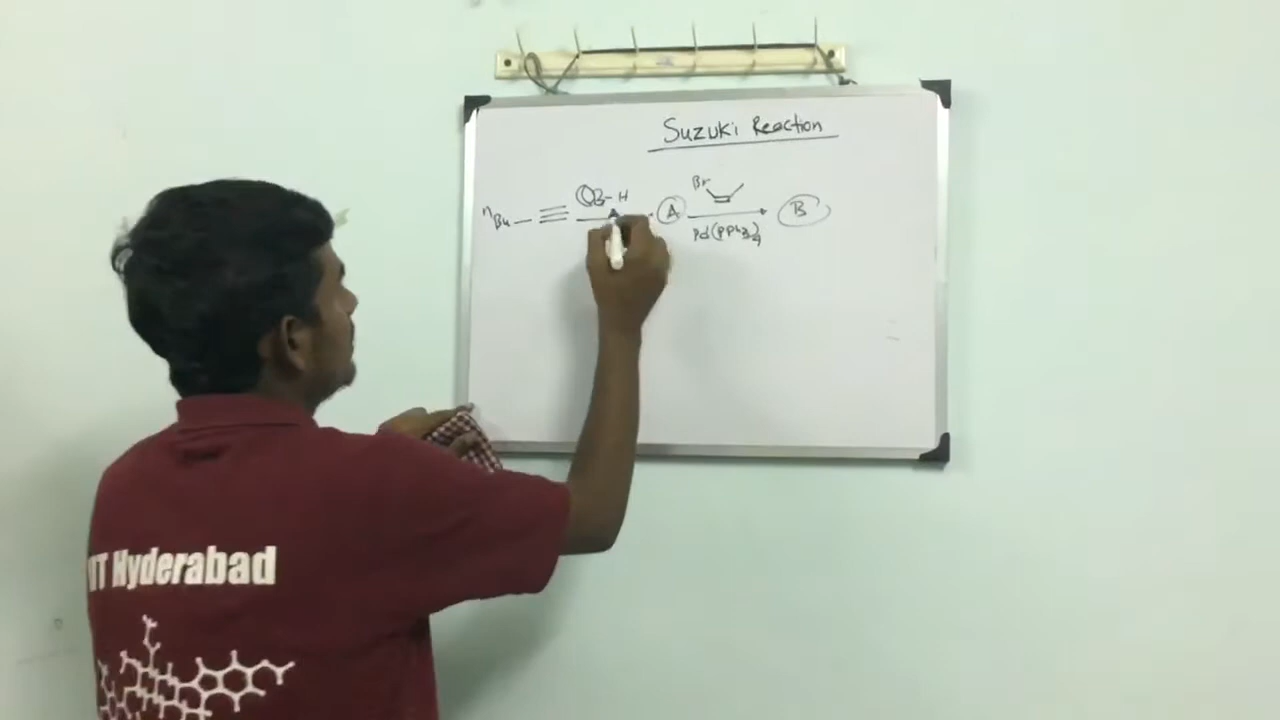 Suzuki Reaction
Br
B-H
ⁿBu - ≡ A B
Pd(PPh₃)₄
IIT Hyderabad